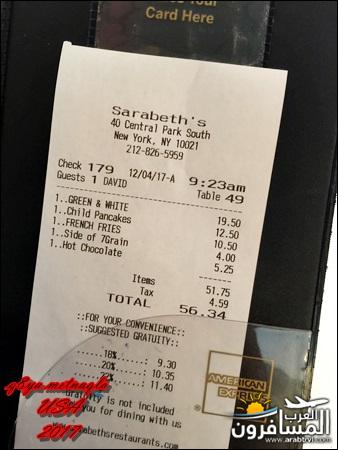 Your
Card Here
Sarabeth's
40 Central Park South
New York, NY 10021
212-826-5959
Check 179 12/04/17-A 9:23am
Guests 1 DAVID Table 49
1..GREEN & WHITE 19.50
1..Child Pancakes 12.50
1..FRENCH FRIES 10.50
1..Side of 7Grain 4.00
1..Hot Chocolate 5.25
Items 51.75
Tax 4.59
TOTAL 56.34
::FOR YOUR CONVENIENCE::
::SUGGESTED GRATUITY::
18% 9.30
20% 10.35
11.40
Gratuity is not included
you for dining with us
abethsrestaurants.com
AMERICAN
EXPRESS
USA
2017
العرب
المسافرون
www.arabtrvl.com